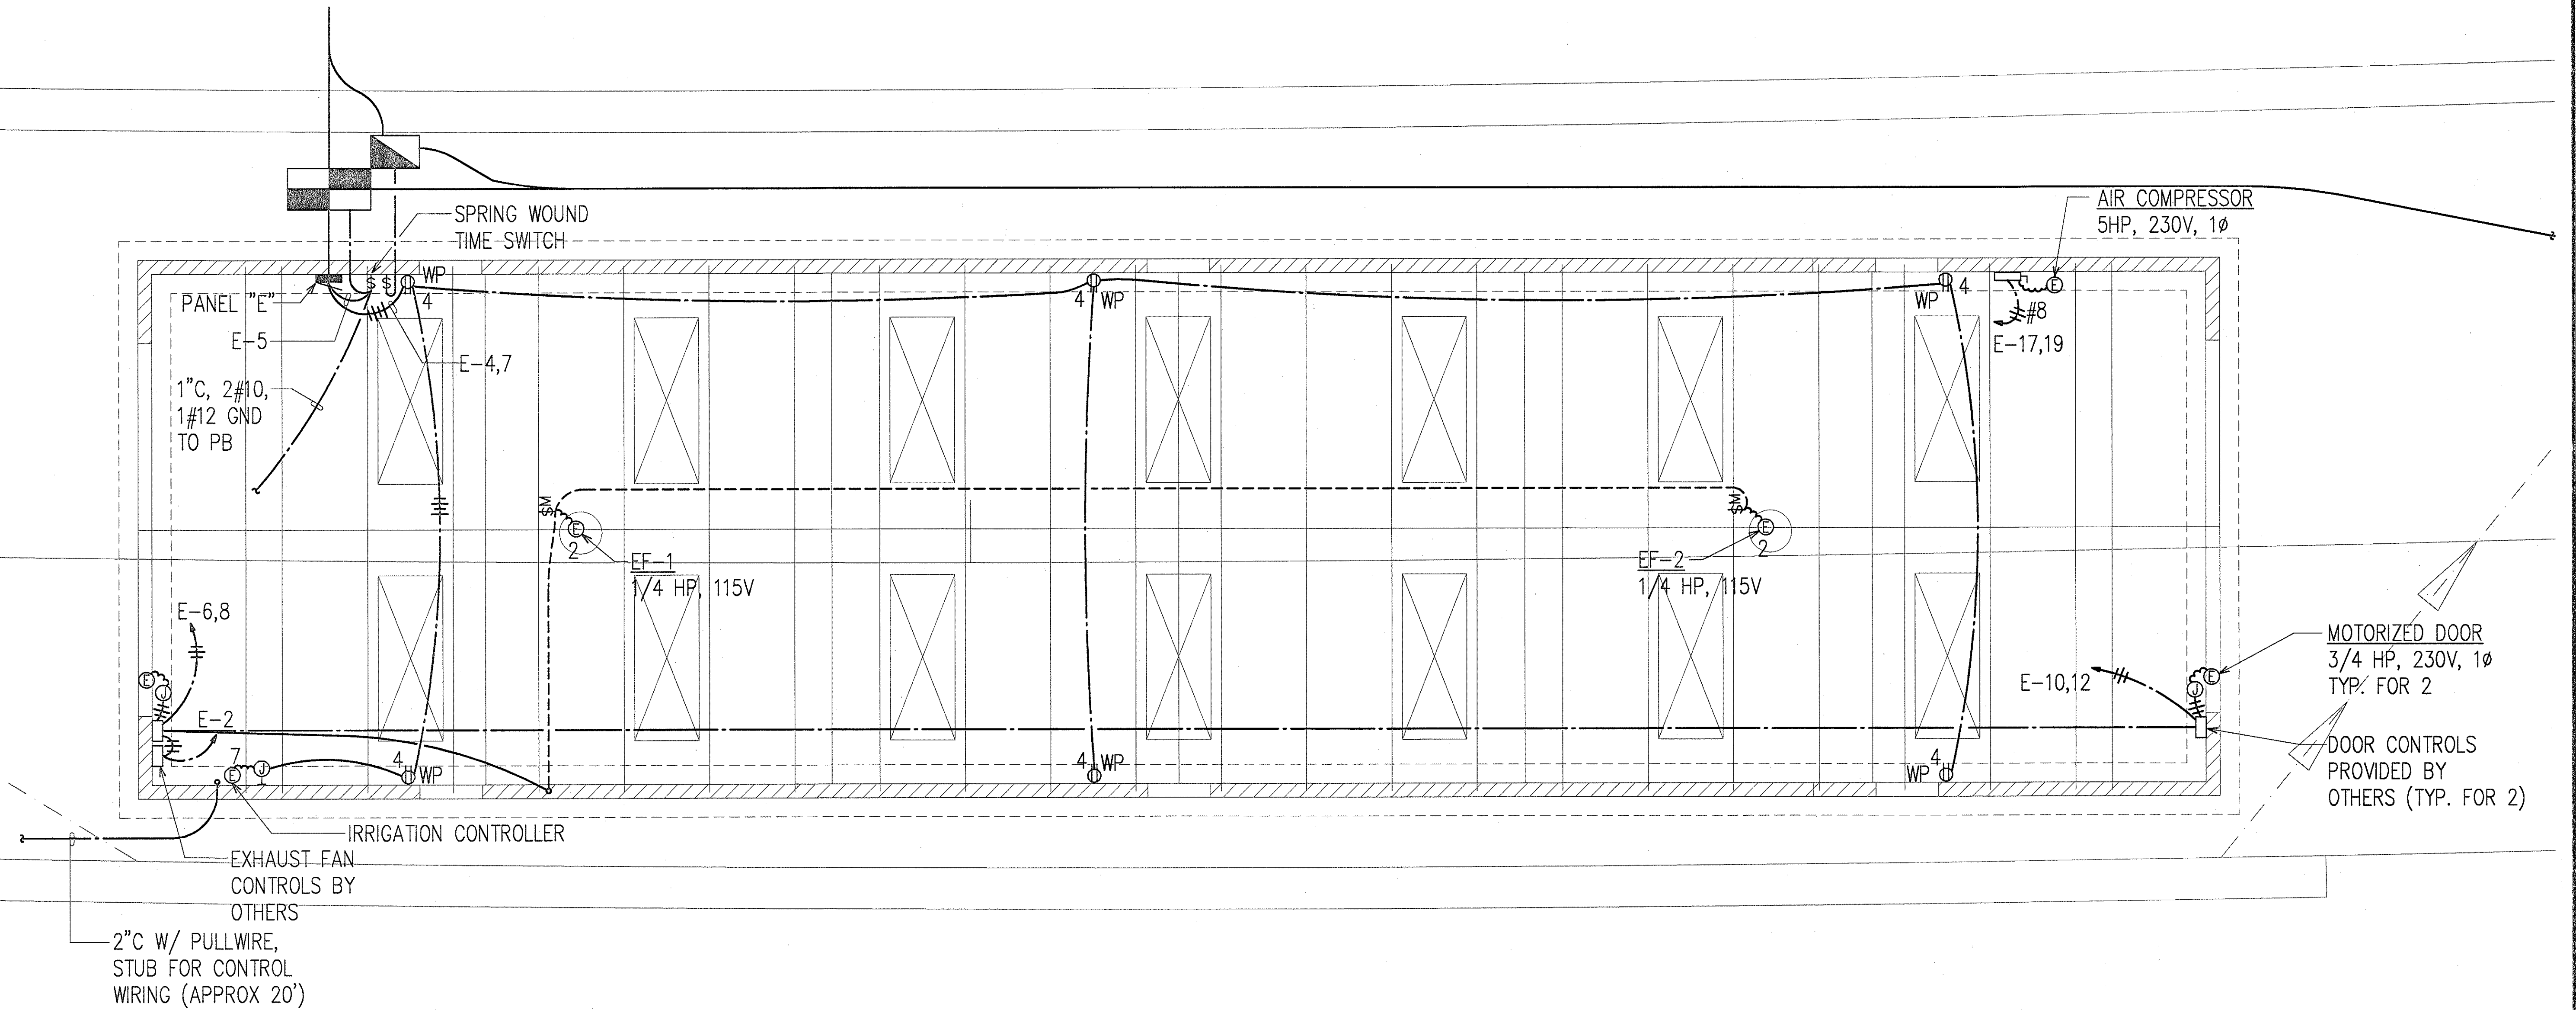 SPRING WOUND
TIME SWITCH
AIR COMPRESSOR
5HP, 230V, 1ø
PANEL "E"
$ $
WP
4
4
WP
WP
4
E
#8
E-17,19
E-5
E-4,7
1"C, 2#10,
1#12 GND
TO PB
$M
E
2
EF-1
1/4 HP, 115V
$M
E
2
EF-2
1/4 HP, 115V
E-6,8
E
J
E-2
7
E
J
4
WP
4
WP
4
WP
E-10,12
J
E
MOTORIZED DOOR
3/4 HP, 230V, 1ø
TYP. FOR 2
DOOR CONTROLS
PROVIDED BY
OTHERS (TYP. FOR 2)
IRRIGATION CONTROLLER
EXHAUST FAN
CONTROLS BY
OTHERS
2"C W/ PULLWIRE,
STUB FOR CONTROL
WIRING (APPROX 20')